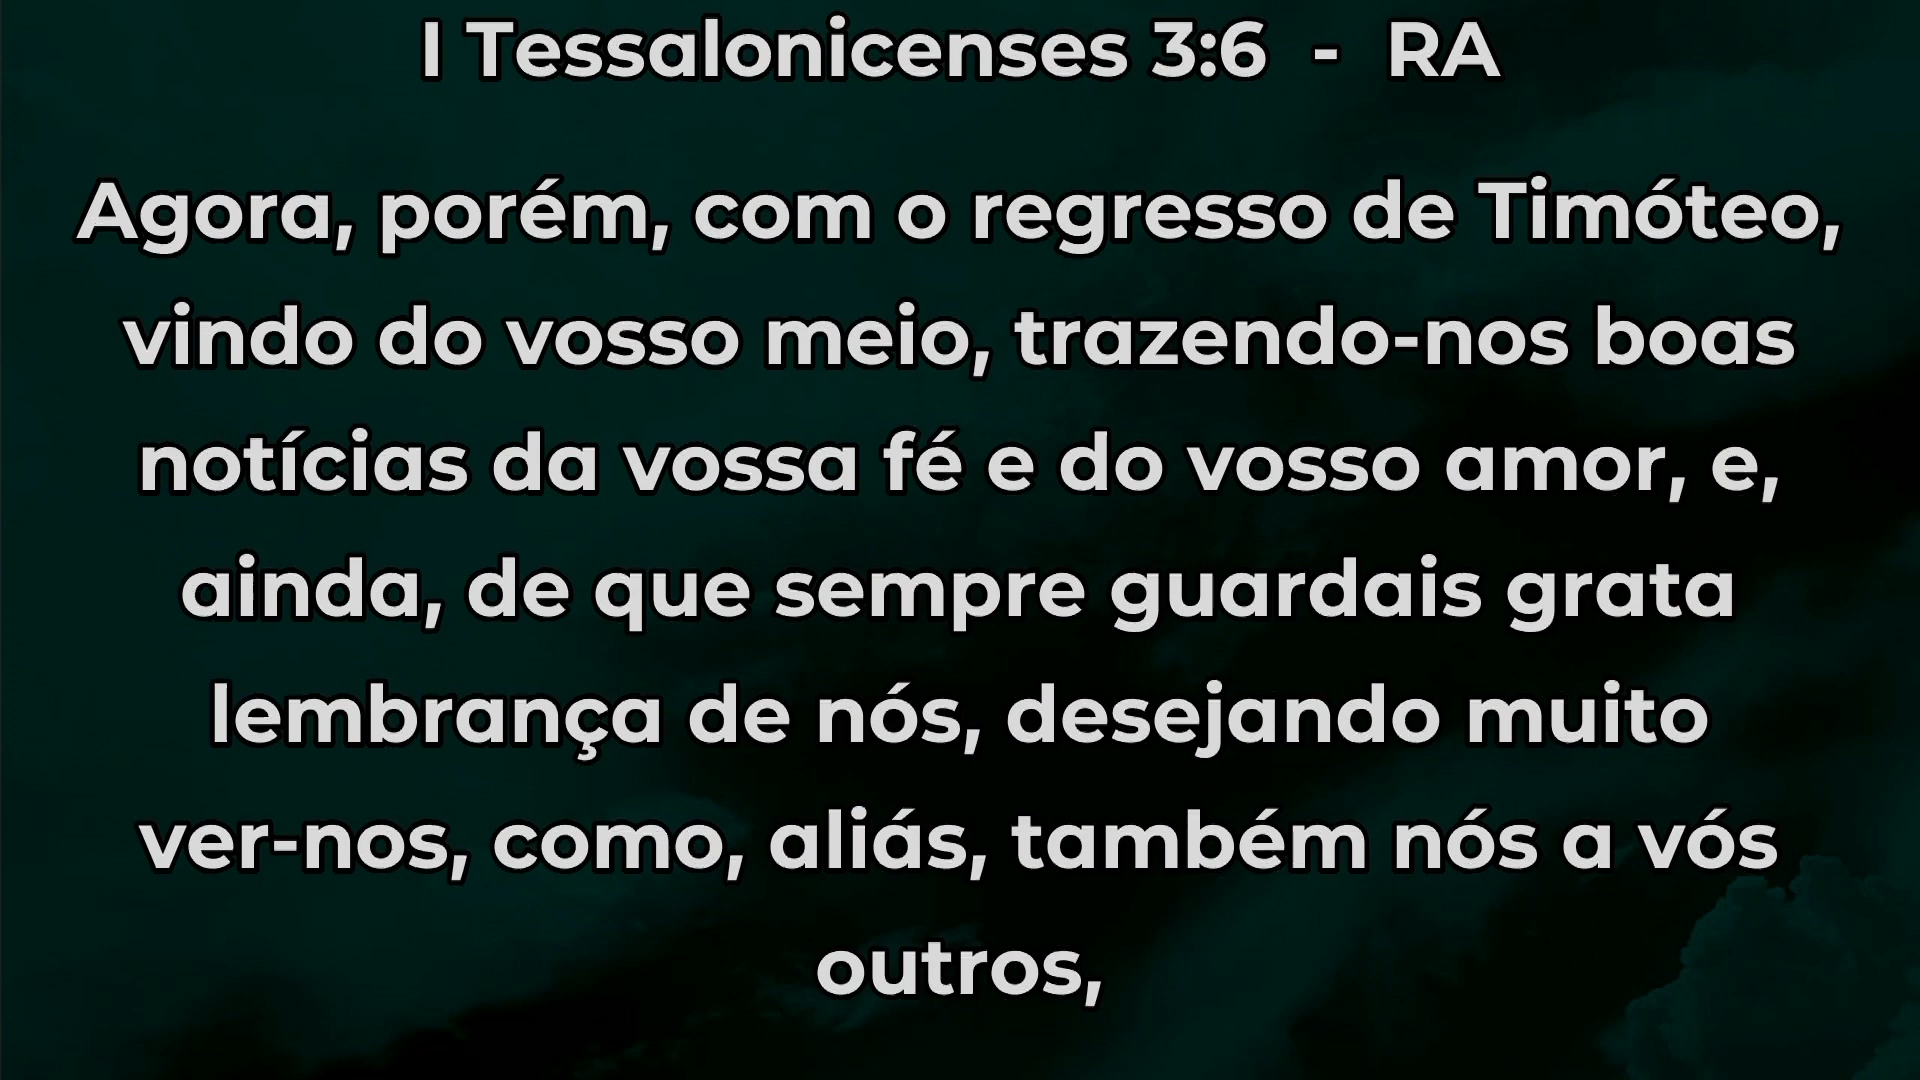 I Tessalonicenses 3:6 - RA
Agora, porém, com o regresso de Timóteo,
vindo do vosso meio, trazendo-nos boas
notícias da vossa fé e do vosso amor, e,
ainda, de que sempre guardais grata
lembrança de nós, desejando muito
ver-nos, como, aliás, também nós a vós
outros,